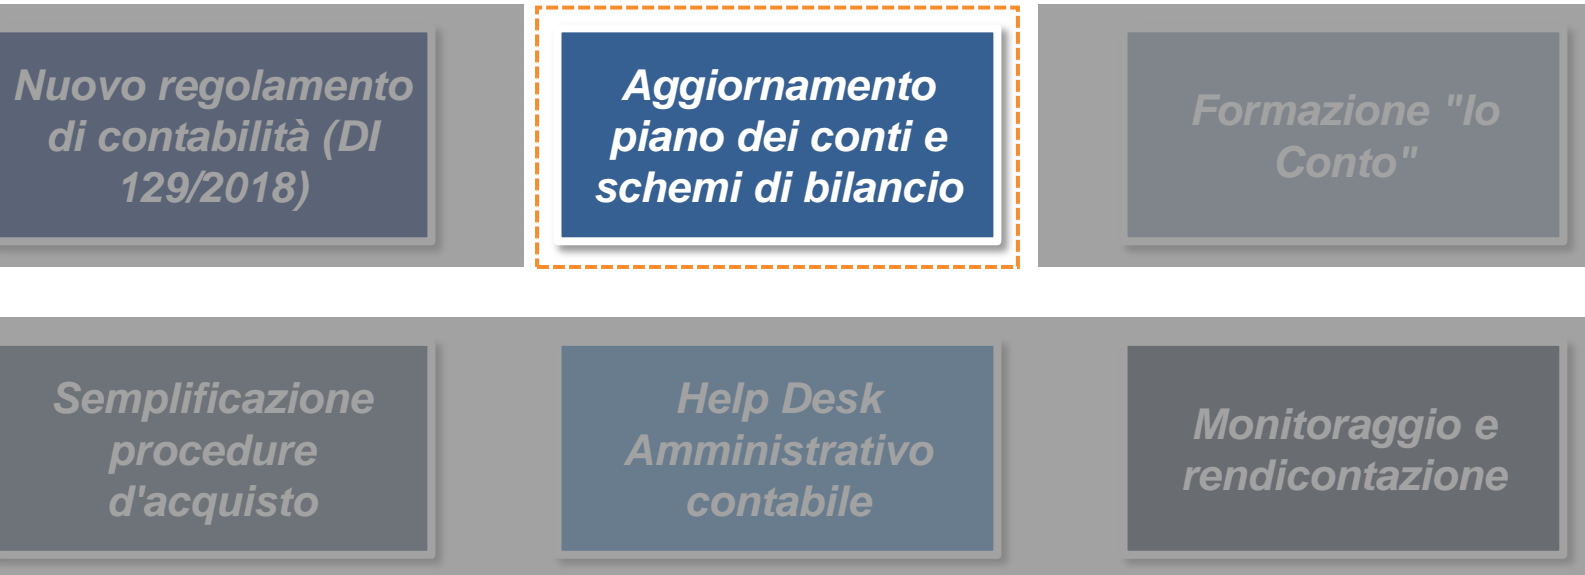 Nuovo regolamento
di contabilità (DI
129/2018)
Aggiornamento
piano dei conti e
schemi di bilancio
Formazione "Io
Conto"
Semplificazione
procedure
d'acquisto
Help Desk
Amministrativo
contabile
Monitoraggio e
rendicontazione